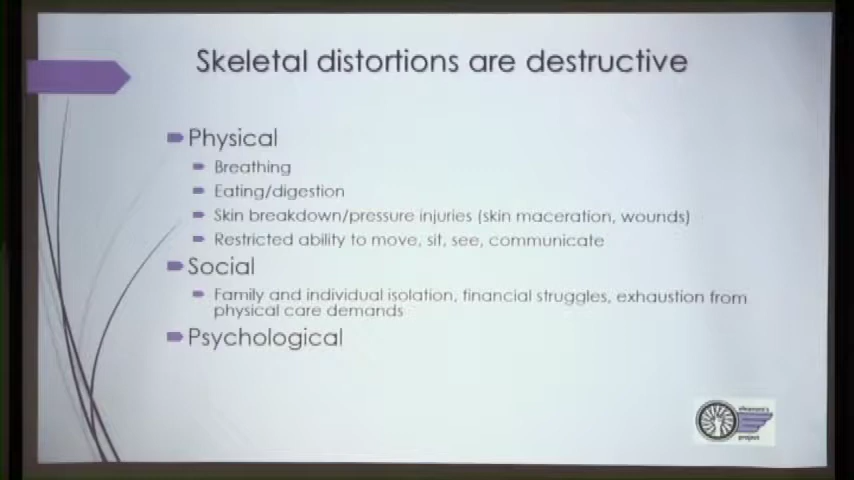 Skeletal distortions are destructive
Physical
Breathing
Eating/digestion
Skin breakdown/pressure injuries (skin maceration, wounds)
Restricted ability to move, sit, see, communicate
Social
Family and individual isolation, financial struggles, exhaustion from
physical care demands
Psychological
project